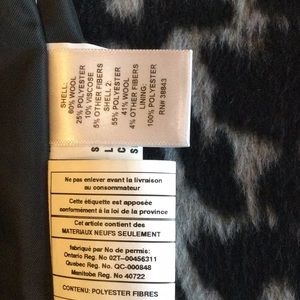 SHELL:
60% WOOL
25% POLYESTER
10% VISCOSE
5% OTHER FIBERS
SHELL 2:
55% POLYESTER
41% WOOL
4% OTHER FIBERS
LINING:
100% POLYESTER
RN# 38843
S
L
C
S
Ne pas enlever avant la livraison
au consommateur
Cette étiquette est apposée
conformément à la loi de la province
Cet article contient des
MATÉRIAUX NEUFS SEULEMENT
fabriqué par No de permis:
Ontario Reg. No 02T-00456311
Quebec Reg. No. QC-000848
Manitoba Reg No 40722
CONTENU: POLYESTER FIBRES